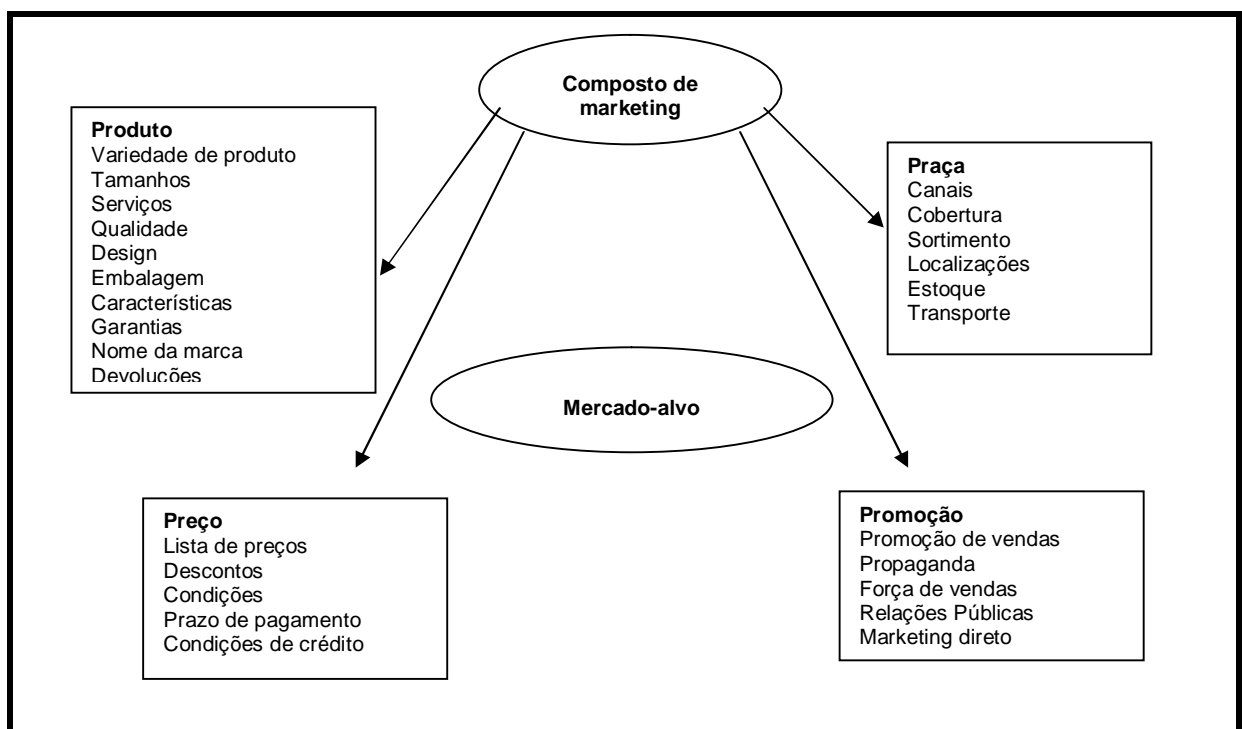 Composto de
marketing
Produto
Variedade de produto
Tamanhos
Serviços
Qualidade
Design
Embalagem
Características
Garantias
Nome da marca
Devoluções
Praça
Canais
Cobertura
Sortimento
Localizações
Estoque
Transporte
Mercado-alvo
Preço
Lista de preços
Descontos
Condições
Prazo de pagamento
Condições de crédito
Promoção
Promoção de vendas
Propaganda
Força de vendas
Relações Públicas
Marketing direto